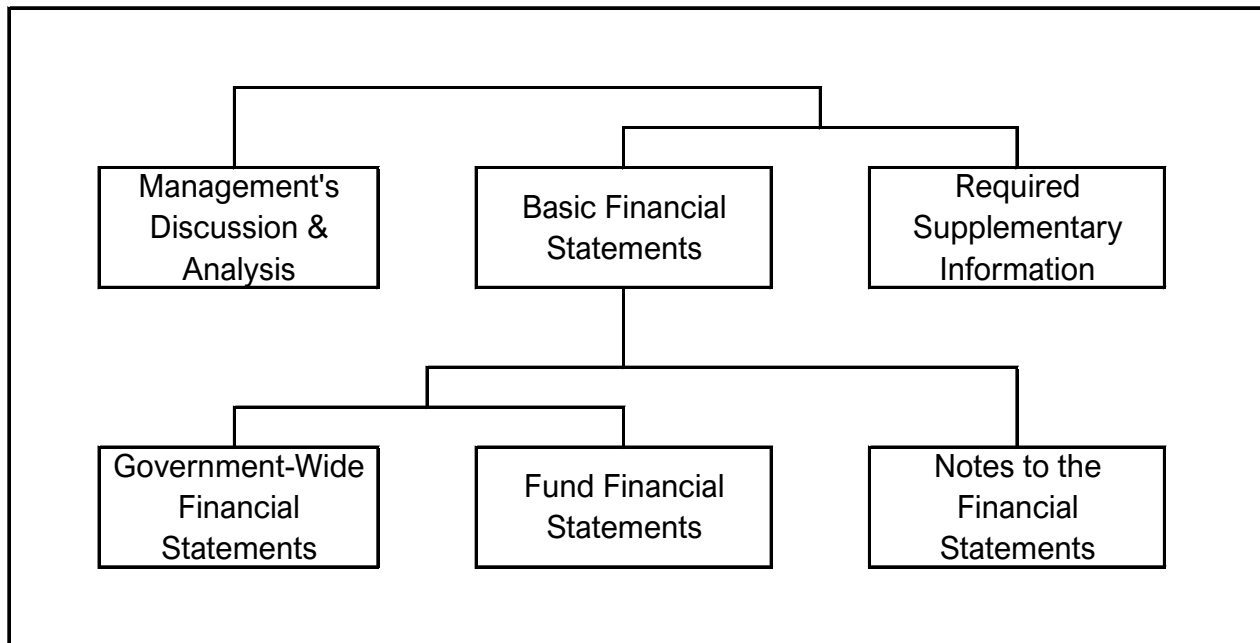 Management's
Discussion &
Analysis
Basic Financial
Statements
Required
Supplementary
Information
Government-Wide
Financial
Statements
Fund Financial
Statements
Notes to the
Financial
Statements